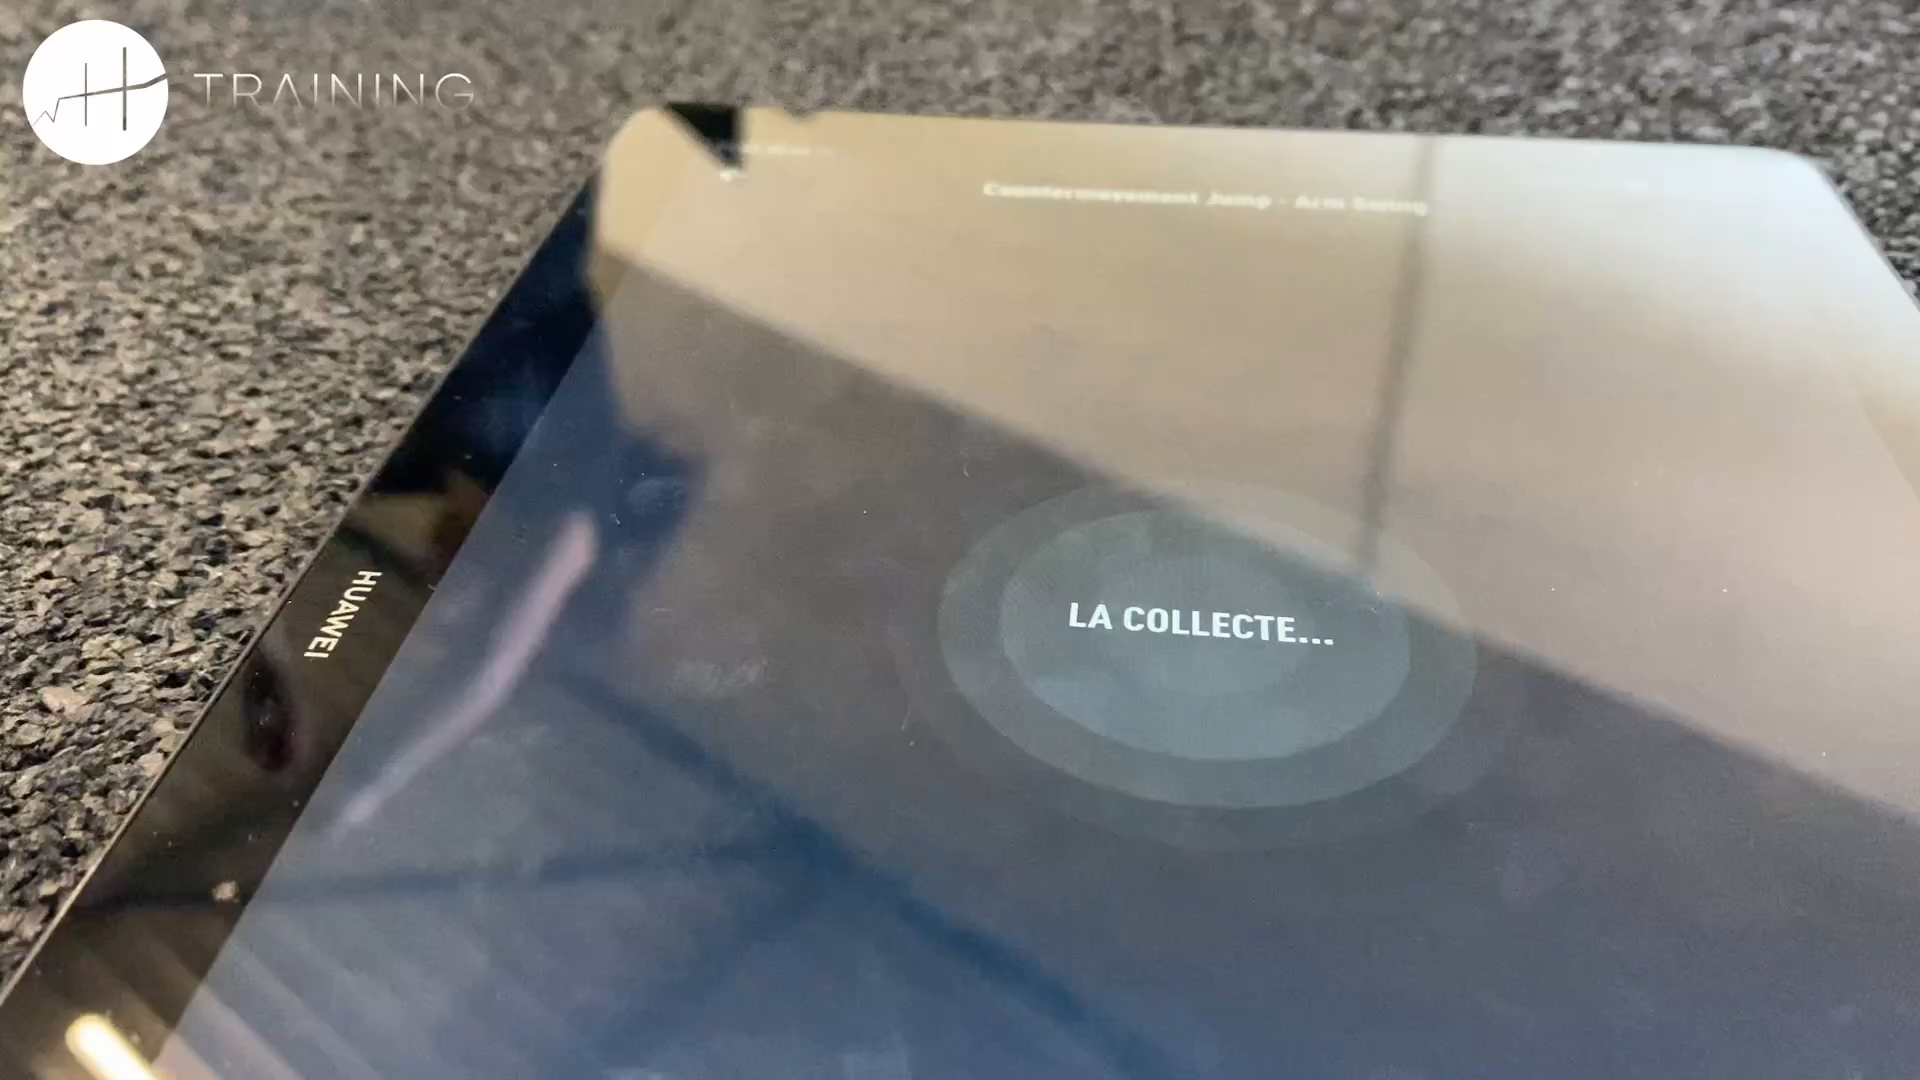 H TRAINING
Countermovement Jump - Arm Swing
LA COLLECTE...
HUAWEI